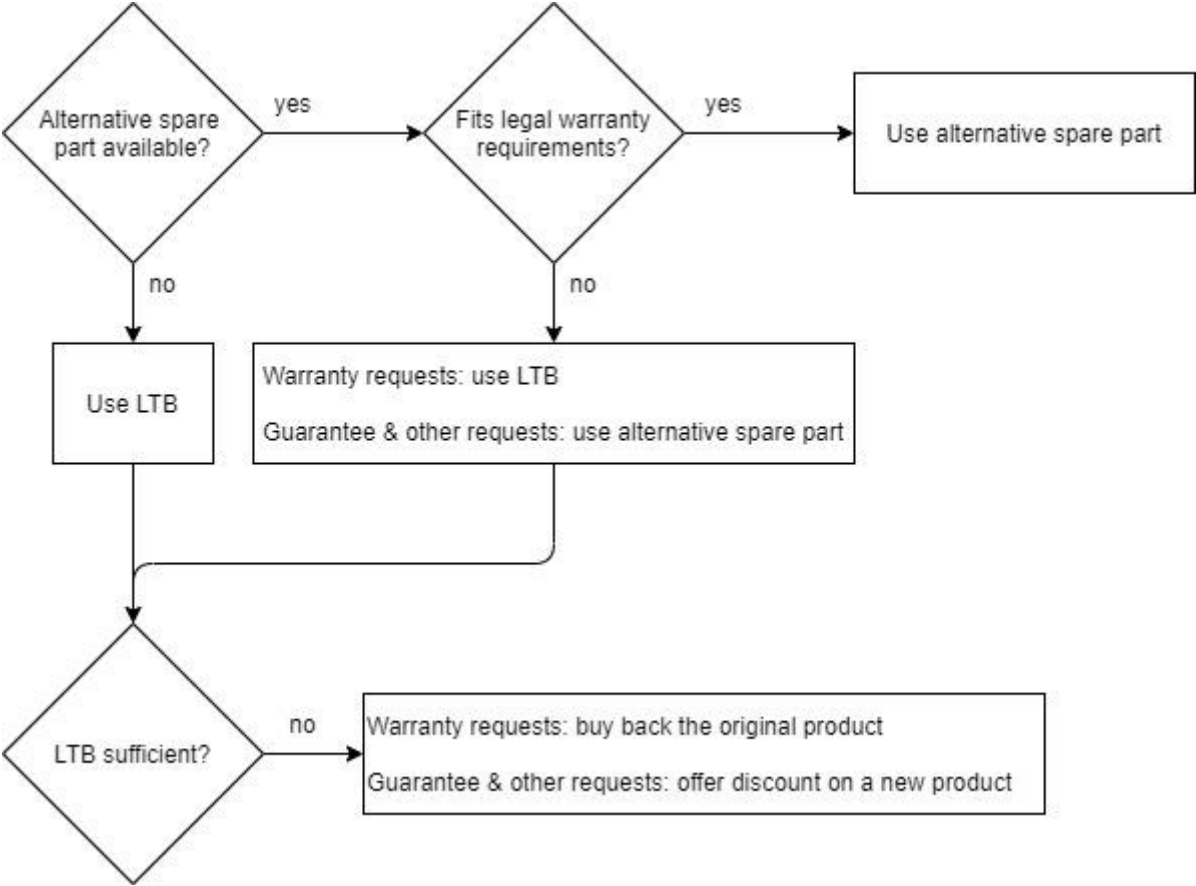 Alternative spare
part available?
yes
Fits legal warranty
requirements?
yes
Use alternative spare part
no
no
Use LTB
Warranty requests: use LTB
Guarantee & other requests: use alternative spare part
LTB sufficient?
no
Warranty requests: buy back the original product
Guarantee & other requests: offer discount on a new product